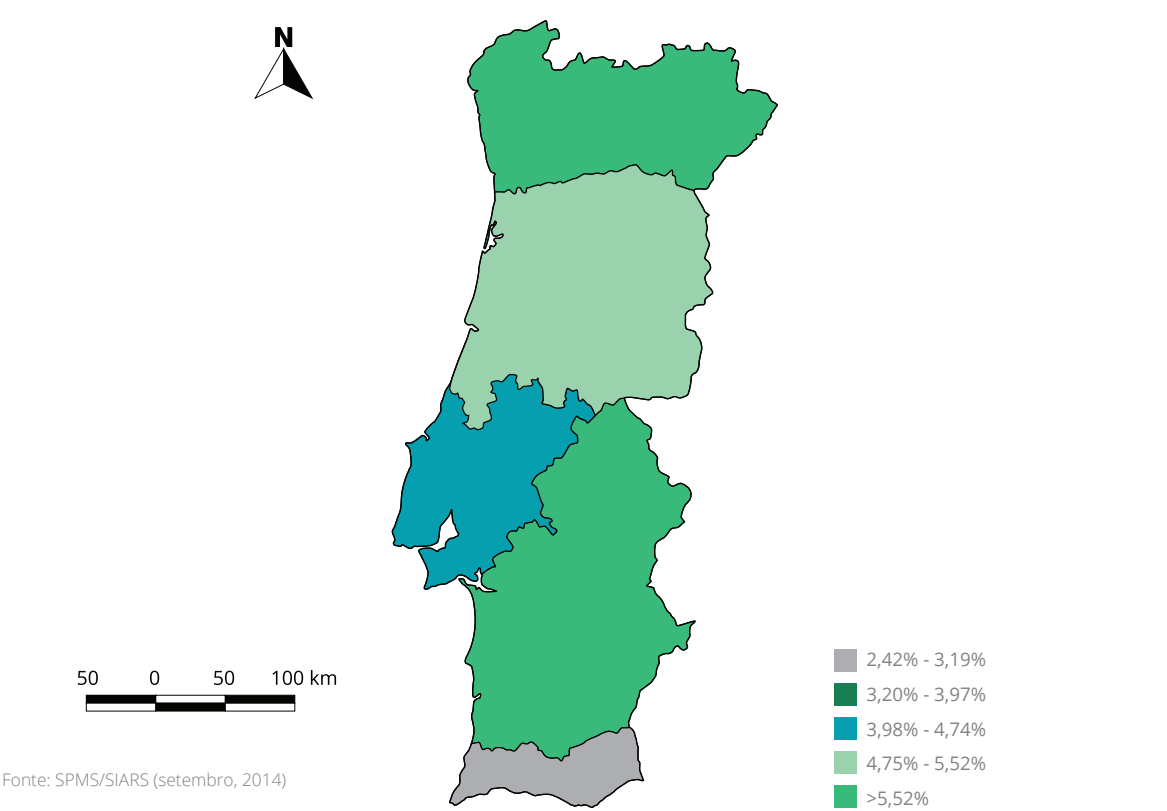 N
50 0 50 100 km
Fonte: SPMS/SIARS (setembro, 2014)
2,42% - 3,19%
3,20% - 3,97%
3,98% - 4,74%
4,75% - 5,52%
>5,52%